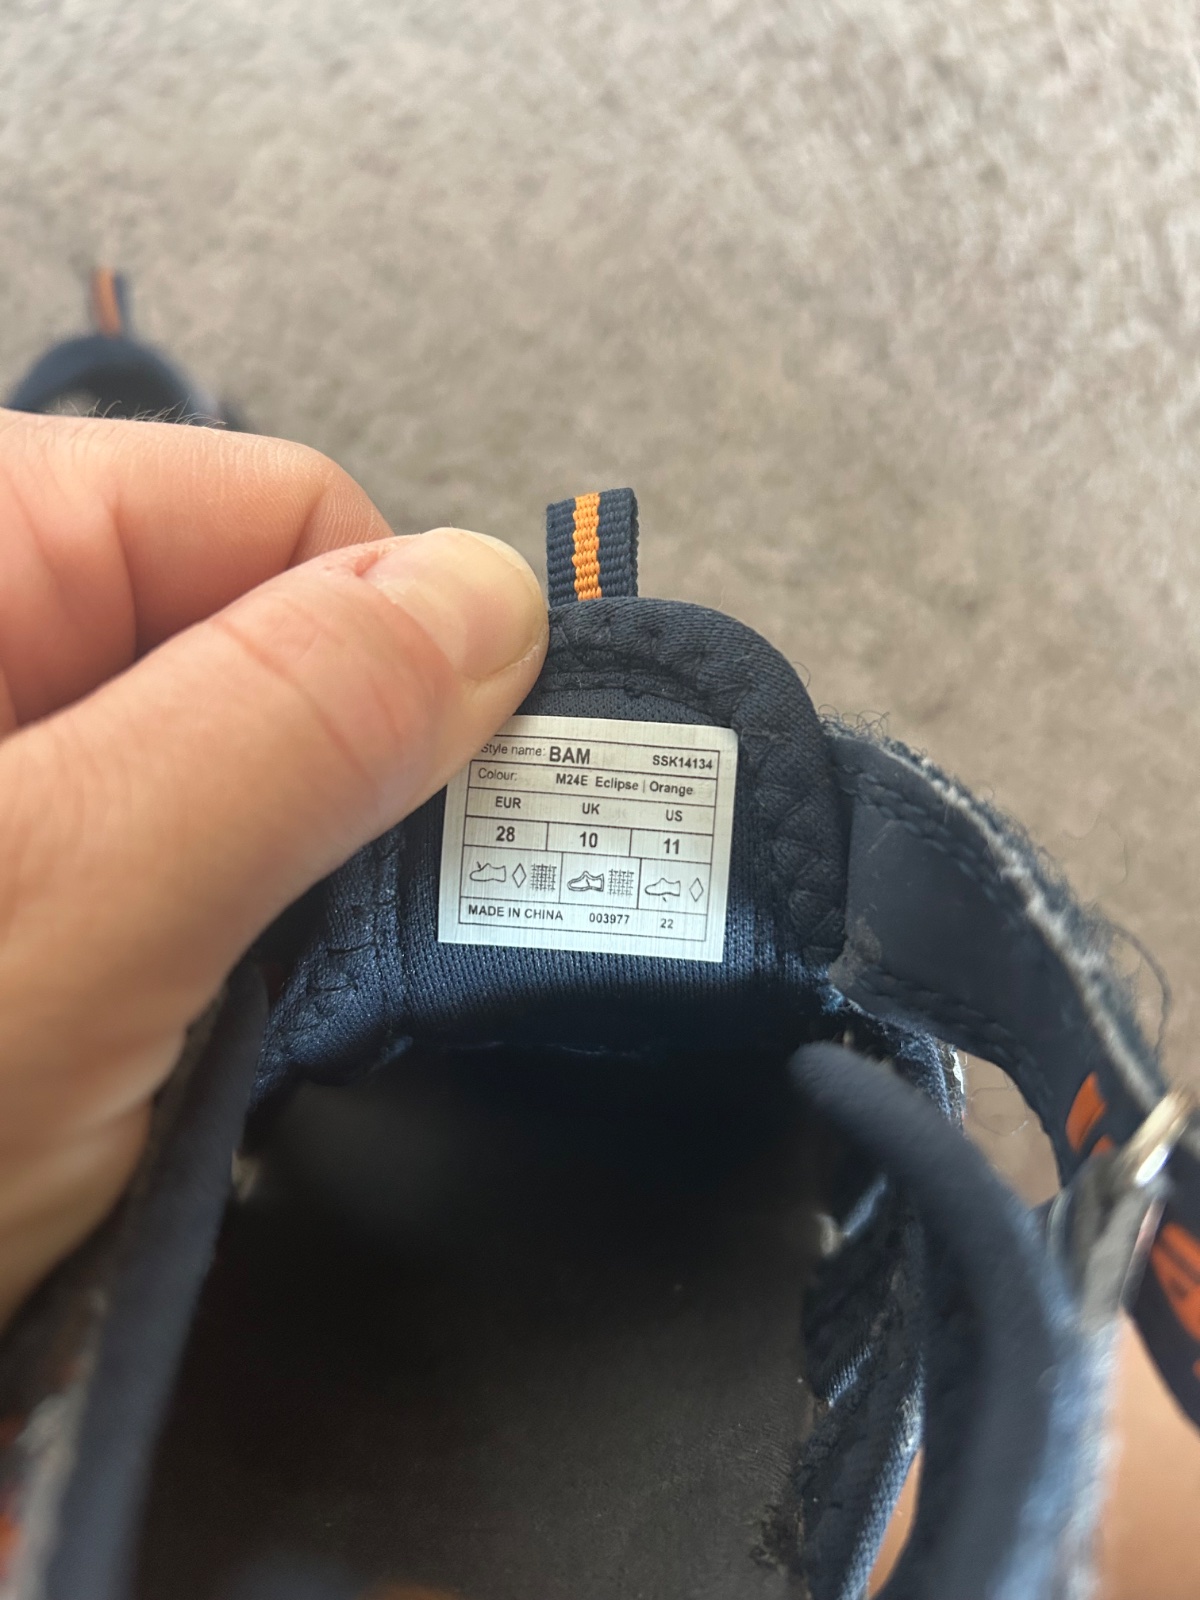 Style name: BAM SSK14134
Colour: M24E Eclipse | Orange
EUR UK US
28 10 11
MADE IN CHINA 003977 22